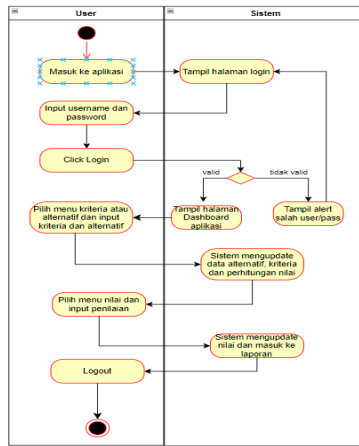 User
Sistem
Masuk ke aplikasi
Tampil halaman login
Input username dan
password
Click Login
valid
tidak valid
Pilih menu kriteria atau
alternatif dan input
kriteria dan alternatif
Tampil halaman
Dashboard
aplikasi
Tampil alert
salah user/pass
Sistem mengupdate
data alternatif, kriteria
dan perhitungan nilai
Pilih menu nilai dan
input penilaian
Sistem mengupdate
nilai dan masuk ke
laporan
Logout